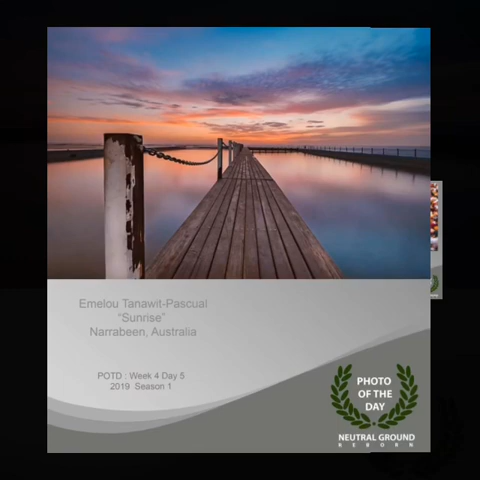 Emelou Tanawit-Pascual
“Sunrise”
Narrabeen, Australia
POTD : Week 4 Day 5
2019 Season 1
PHOTO
OF THE
DAY
NEUTRAL GROUND
REBORN